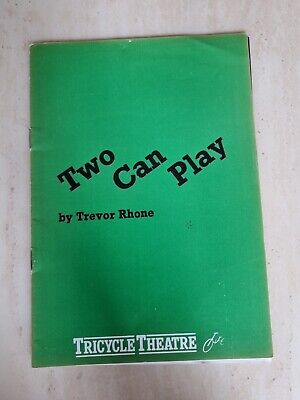 Two
Can
Play
by Trevor Rhone
TRICYCLE THEATRE